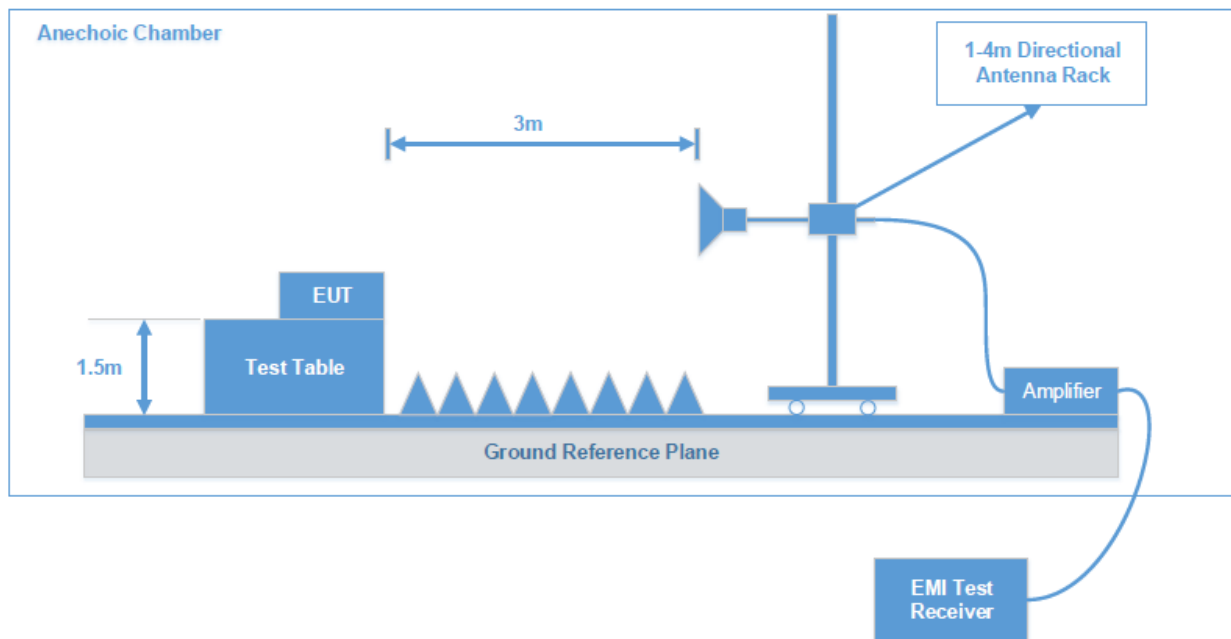 Anechoic Chamber
1-4m Directional
Antenna Rack
3m
EUT
1.5m
Test Table
Amplifier
Ground Reference Plane
EMI Test
Receiver